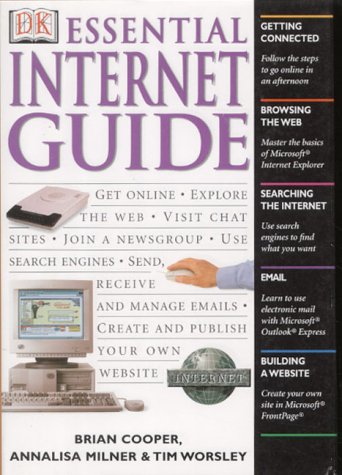 DK
ESSENTIAL
INTERNET
GUIDE
GET ONLINE • EXPLORE
THE WEB • VISIT CHAT
SITES • JOIN A NEWSGROUP • USE
SEARCH ENGINES • SEND,
RECEIVE
AND MANAGE EMAILS •
CREATE AND PUBLISH
YOUR OWN
WEBSITE
INTERNET
BRIAN COOPER,
ANNALISA MILNER & TIM WORSLEY
GETTING
CONNECTED
Follow the steps
to go online in
an afternoon
BROWSING
THE WEB
Master the basics
of Microsoft®
Internet Explorer
SEARCHING
THE INTERNET
Use search
engines to find
what you want
EMAIL
Learn to use
electronic mail
with Microsoft®
Outlook® Express
BUILDING
A WEBSITE
Create your own
site in Microsoft®
FrontPage®